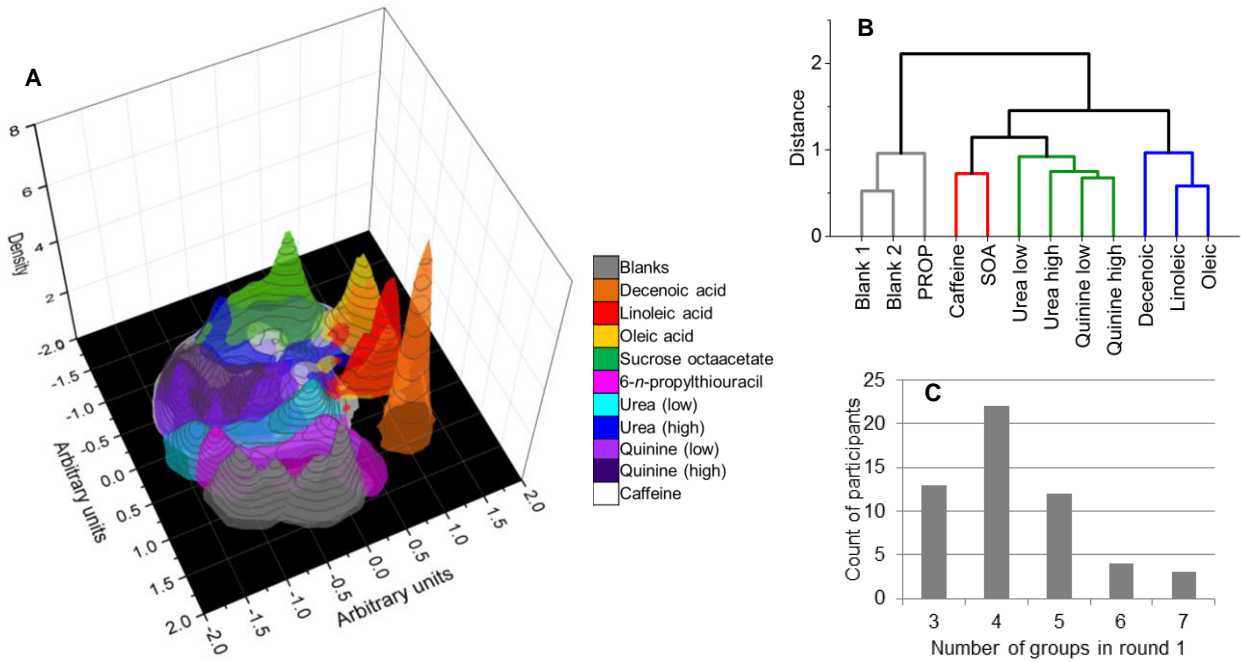 A
8
6
4
2
Density
-2.0
-1.5
-1.0
-0.5
0.0
0.5
1.0
1.5
2.0
Arbitrary units
-2.0
-1.5
-1.0
-0.5
0.0
0.5
1.0
1.5
2.0
Arbitrary units
Blanks
Decenoic acid
Linoleic acid
Oleic acid
Sucrose octaacetate
6-n-propylthiouracil
Urea (low)
Urea (high)
Quinine (low)
Quinine (high)
Caffeine
B
Distance
2
1
0
Blank 1
Blank 2
PROP
Caffeine
SOA
Urea low
Urea high
Quinine low
Quinine high
Decenoic
Linoleic
Oleic
C
Count of participants
25
20
15
10
5
0
3 4 5 6 7
Number of groups in round 1